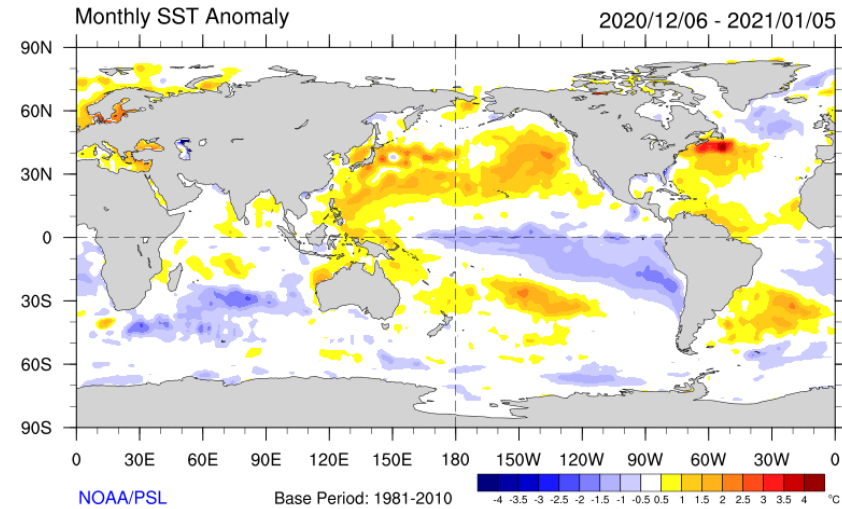 Monthly SST Anomaly 2020/12/06 - 2021/01/05
90N
60N
30N
0
30S
60S
90S
0 30E 60E 90E 120E 150E 180 150W 120W 90W 60W 30W 0
NOAA/PSL Base Period: 1981-2010
-4 -3.5 -3 -2.5 -2 -1.5 -1 -0.5 0.5 1 1.5 2 2.5 3 3.5 4 °C